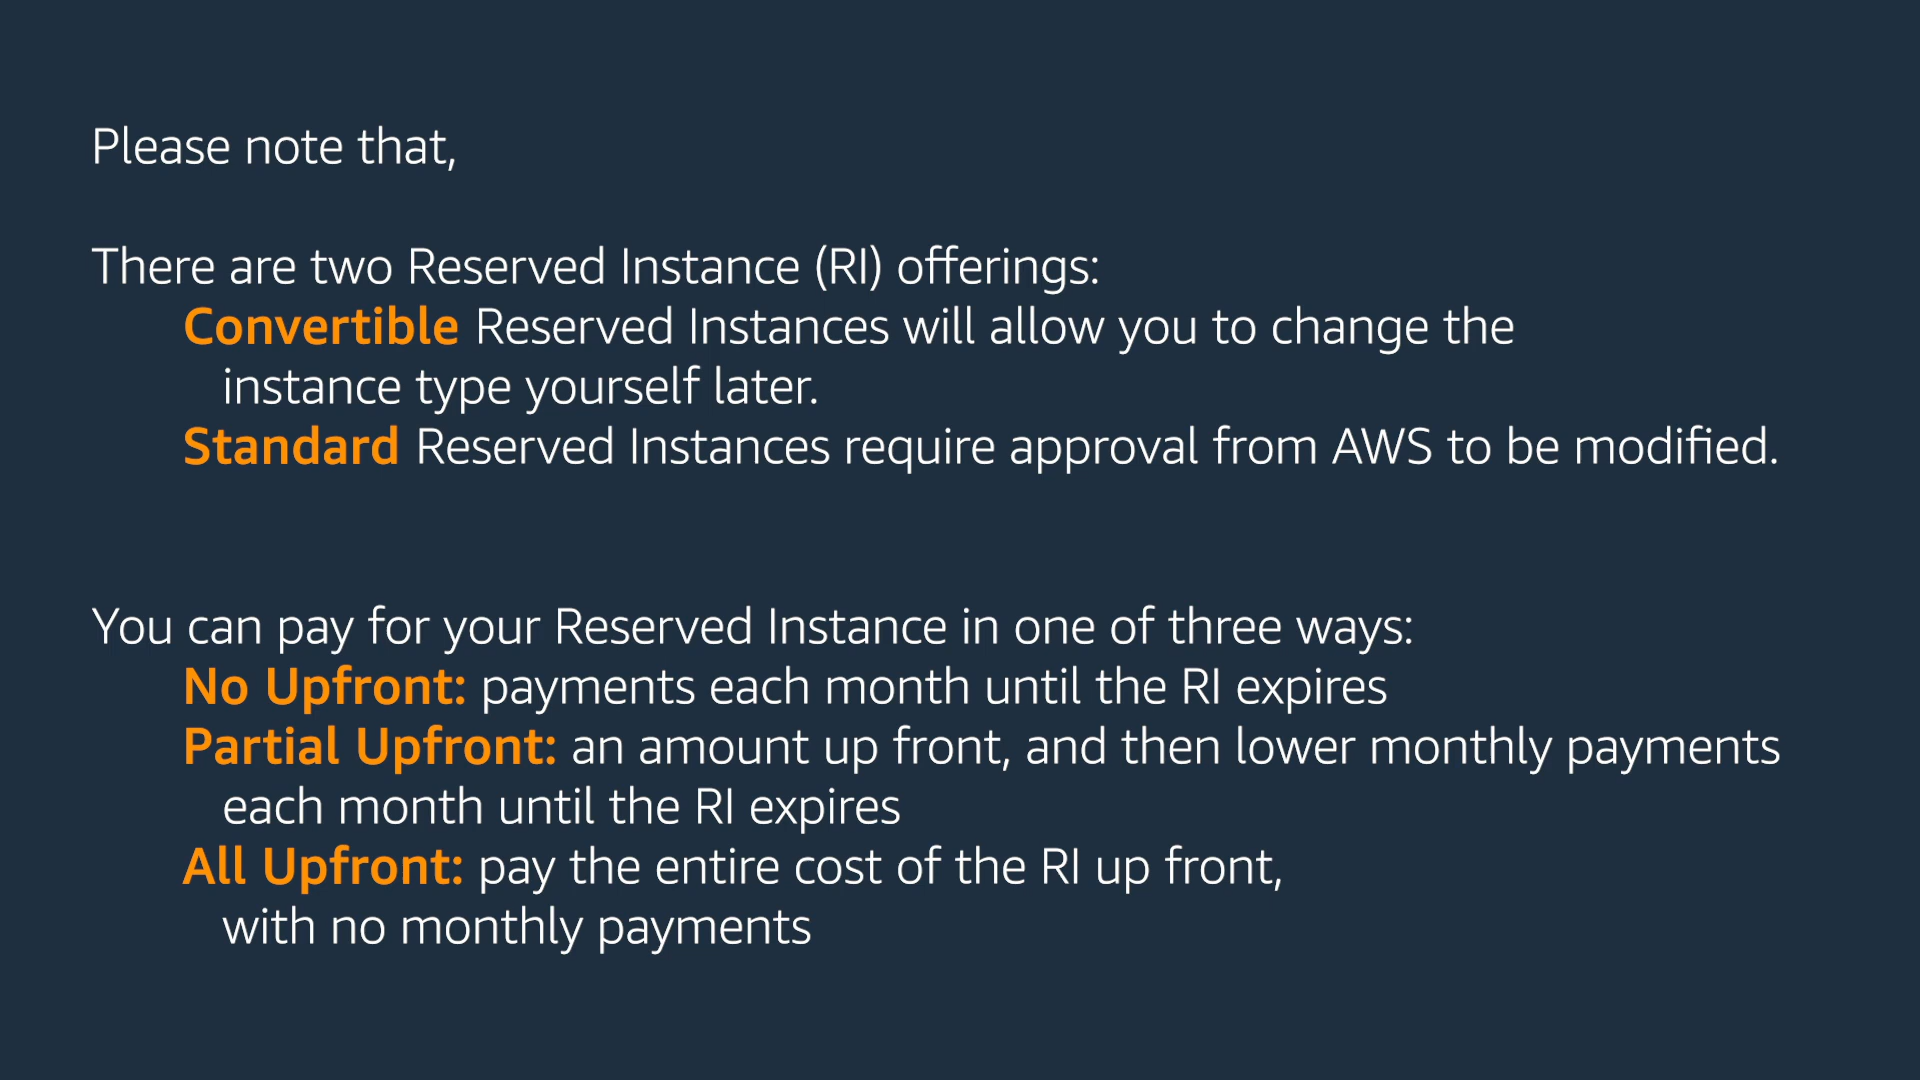 Please note that,
There are two Reserved Instance (RI) offerings:
Convertible Reserved Instances will allow you to change the
instance type yourself later.
Standard Reserved Instances require approval from AWS to be modified.
You can pay for your Reserved Instance in one of three ways:
No Upfront: payments each month until the RI expires
Partial Upfront: an amount up front, and then lower monthly payments
each month until the RI expires
All Upfront: pay the entire cost of the RI up front,
with no monthly payments